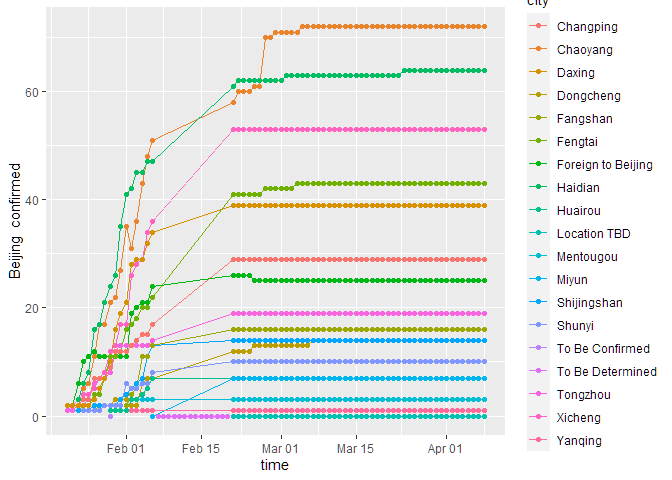 city
Changping
Chaoyang
Daxing
Dongcheng
Fangshan
Fengtai
Foreign to Beijing
Haidian
Huairou
Location TBD
Mentougou
Miyun
Shijingshan
Shunyi
To Be Confirmed
To Be Determined
Tongzhou
Xicheng
Yanqing
Beijing confirmed
60
40
20
0
Feb 01 Feb 15 Mar 01 Mar 15 Apr 01
time